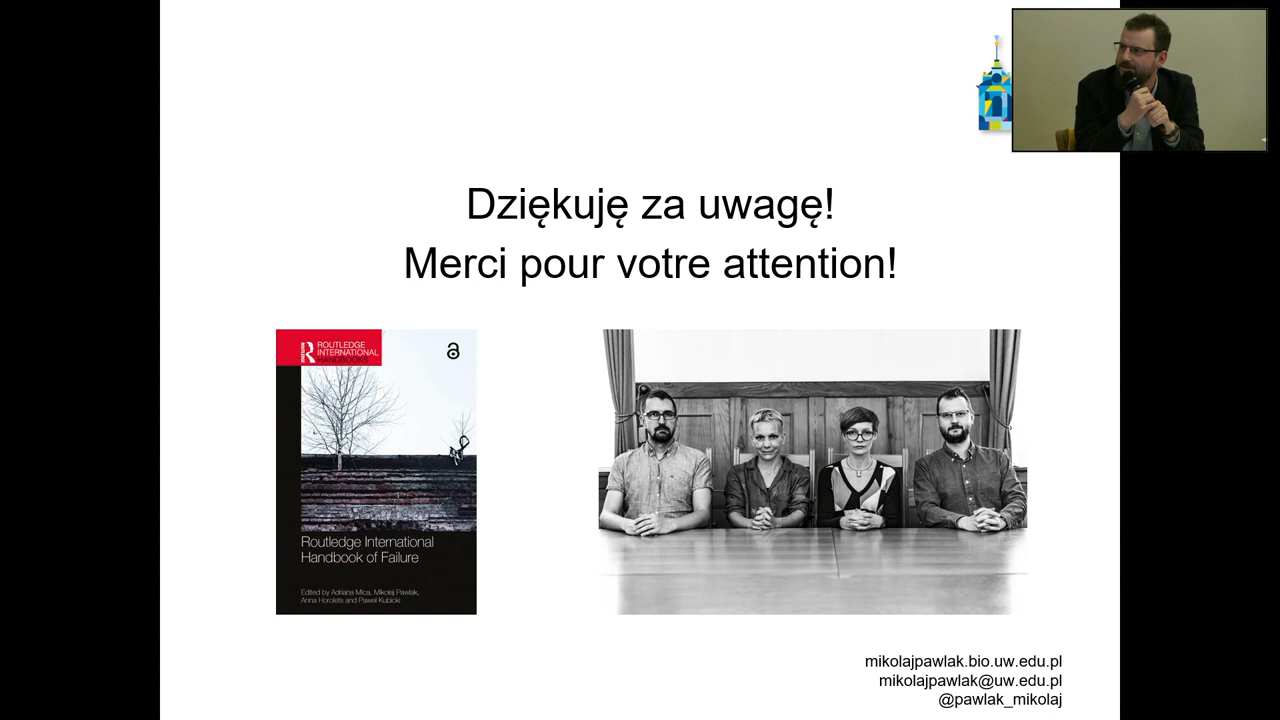 Dziękuję za uwagę!
Merci pour votre attention!
ROUTLEDGE
INTERNATIONAL
HANDBOOKS
Routledge International
Handbook of Failure
Edited by Adriana Mica, Mikołaj Pawlak,
Anna Horolets and Paweł Kubicki
mikolajpawlak.bio.uw.edu.pl
mikolajpawlak@uw.edu.pl
@pawlak_mikolaj